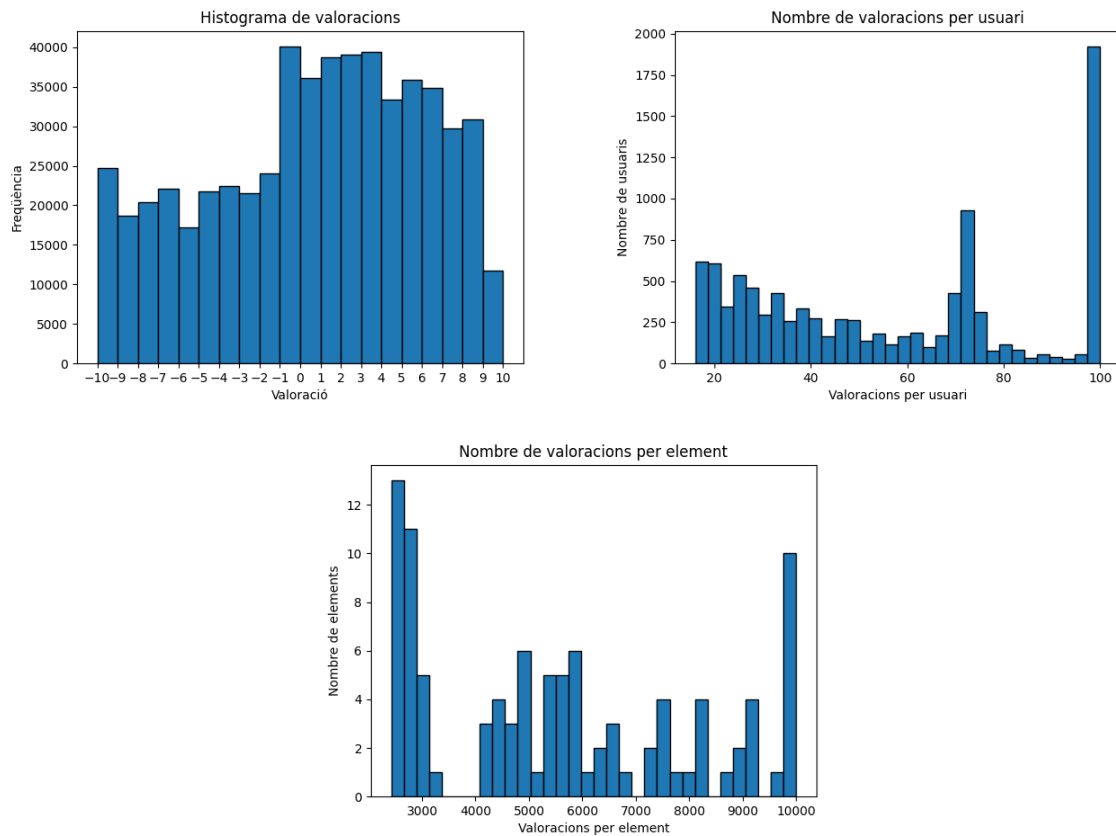 Histograma de valoracions
40000
35000
30000
25000
20000
15000
10000
5000
0
Freqüència
−10 −9 −8 −7 −6 −5 −4 −3 −2 −1 0 1 2 3 4 5 6 7 8 9 10
Valoració
Nombre de valoracions per usuari
2000
1750
1500
1250
1000
750
500
250
0
Nombre de usuaris
20 40 60 80 100
Valoracions per usuari
Nombre de valoracions per element
12
10
8
6
4
2
0
Nombre de elements
3000 4000 5000 6000 7000 8000 9000 10000
Valoracions per element